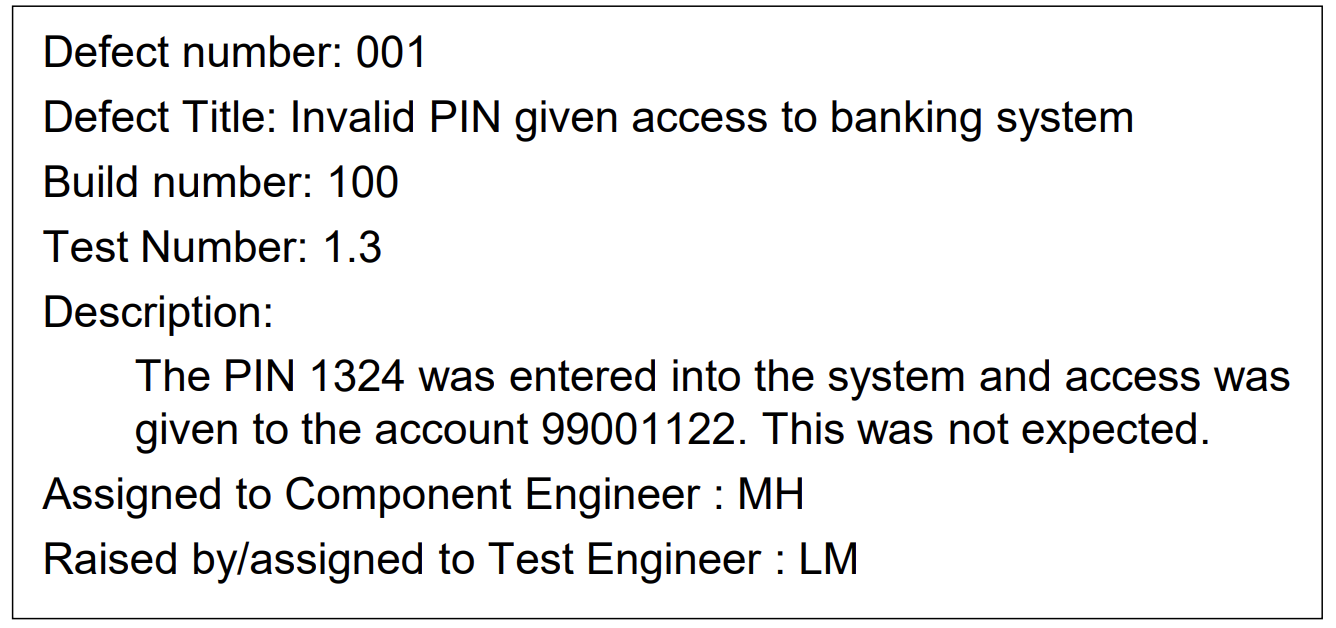 Defect number: 001
Defect Title: Invalid PIN given access to banking system
Build number: 100
Test Number: 1.3
Description:
The PIN 1324 was entered into the system and access was
given to the account 99001122. This was not expected.
Assigned to Component Engineer : MH
Raised by/assigned to Test Engineer : LM